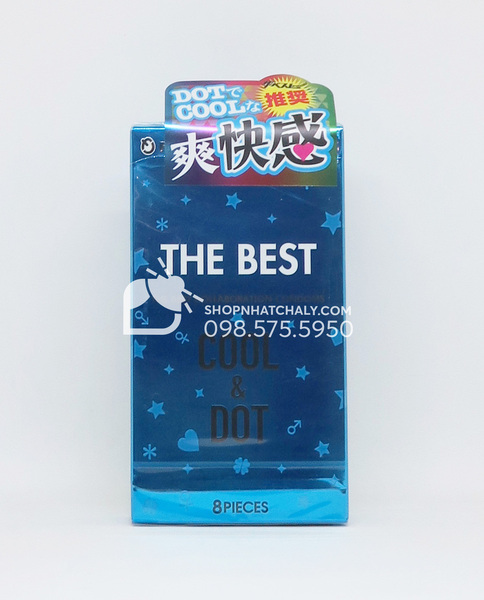 DOTで
COOLな
推奨
爽快感
THE BEST
SHOPNHATCHALY.COM
098.575.5950
COOL
&
DOT
8PIECES